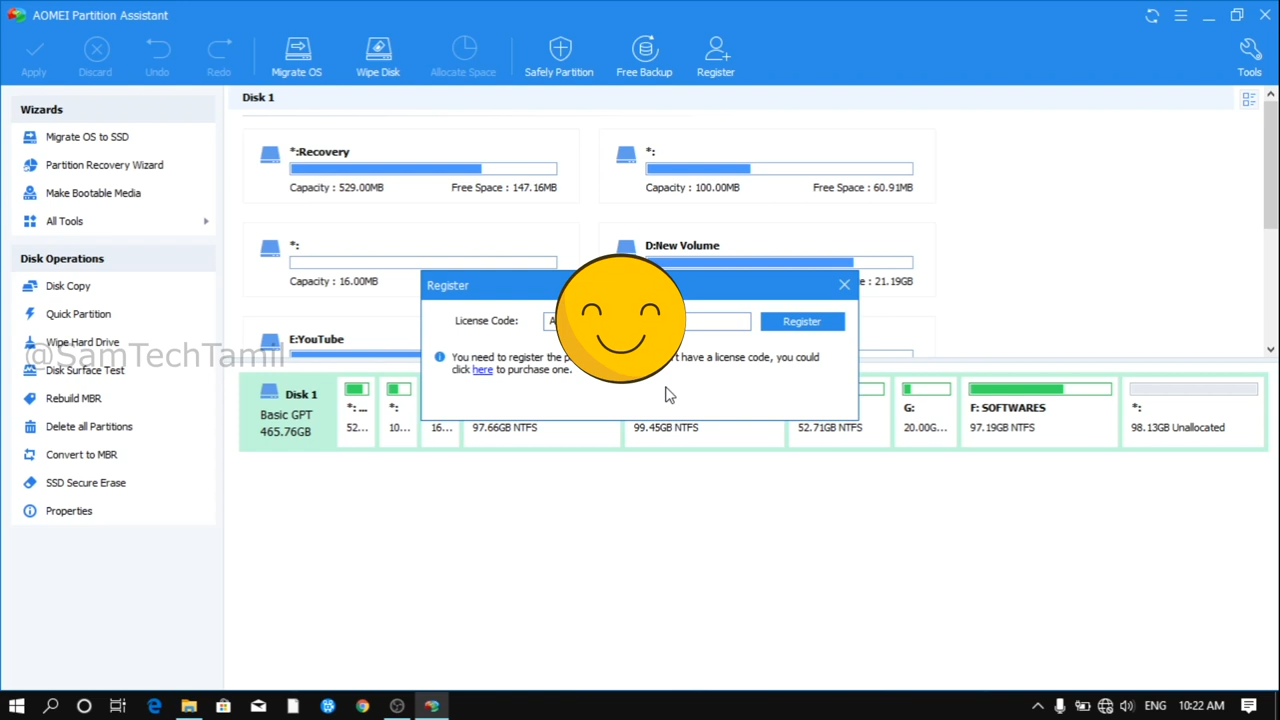 AOMEI Partition Assistant
Apply
Discard
Undo
Redo
Migrate OS
Wipe Disk
Allocate Space
Safely Partition
Free Backup
Register
Tools
Wizards
Migrate OS to SSD
Partition Recovery Wizard
Make Bootable Media
All Tools
Disk Operations
Disk Copy
Quick Partition
Wipe Hard Drive
@SamTechTamil
Disk Surface Test
Rebuild MBR
Delete all Partitions
Convert to MBR
SSD Secure Erase
Properties
Disk 1
*:Recovery
Capacity : 529.00MB Free Space : 147.16MB
*:
Capacity : 100.00MB Free Space : 60.91MB
*:
Capacity : 16.00MB
D:New Volume
e : 21.19GB
E:YouTube
Register
License Code: A
Register
You need to register the p t have a license code, you could
click here to purchase one.
Disk 1
Basic GPT
465.76GB
*: ...
52...
*:
10...
16...
97.66GB NTFS
99.45GB NTFS
52.71GB NTFS
G:
20.00G...
F: SOFTWARES
97.19GB NTFS
*:
98.13GB Unallocated
ENG
10:22 AM